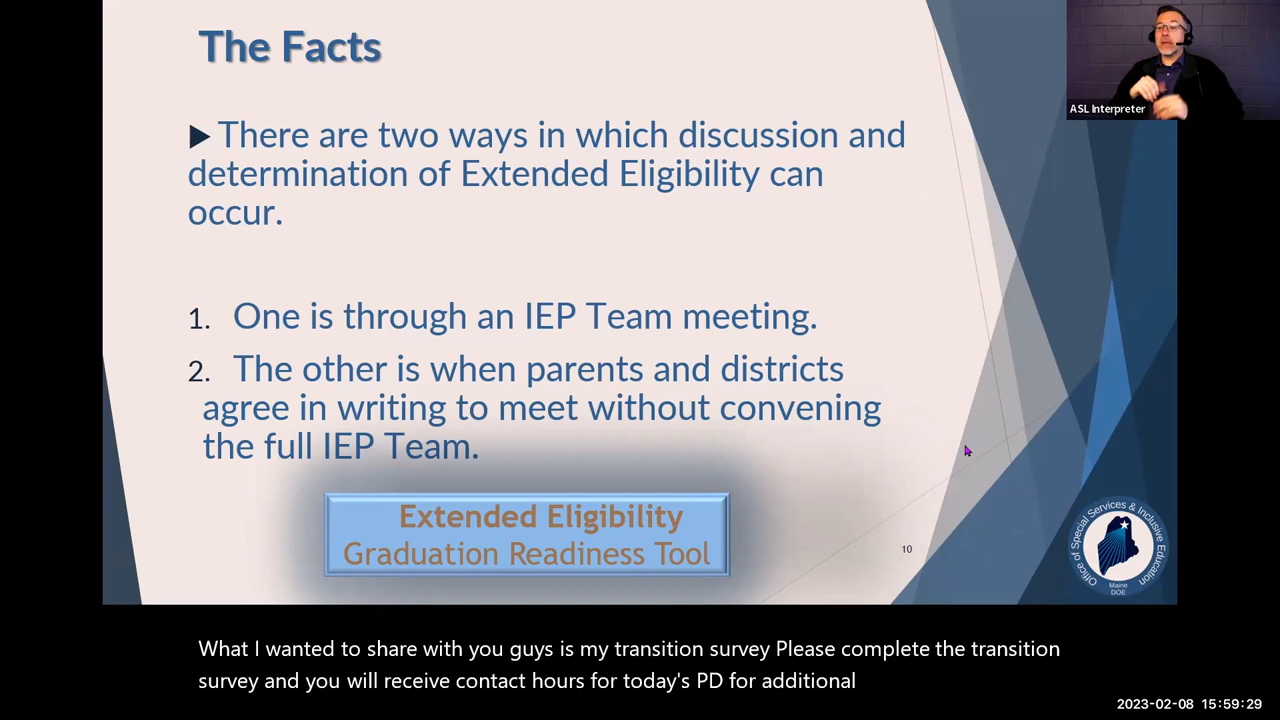 The Facts
ASL Interpreter
▶ There are two ways in which discussion and
determination of Extended Eligibility can
occur.
1. One is through an IEP Team meeting.
2. The other is when parents and districts
agree in writing to meet without convening
the full IEP Team.
Extended Eligibility
Graduation Readiness Tool
10
Office of Special Services & Inclusive Education
Maine
DOE
What I wanted to share with you guys is my transition survey Please complete the transition
survey and you will receive contact hours for today's PD for additional
2023-02-08 15:59:29